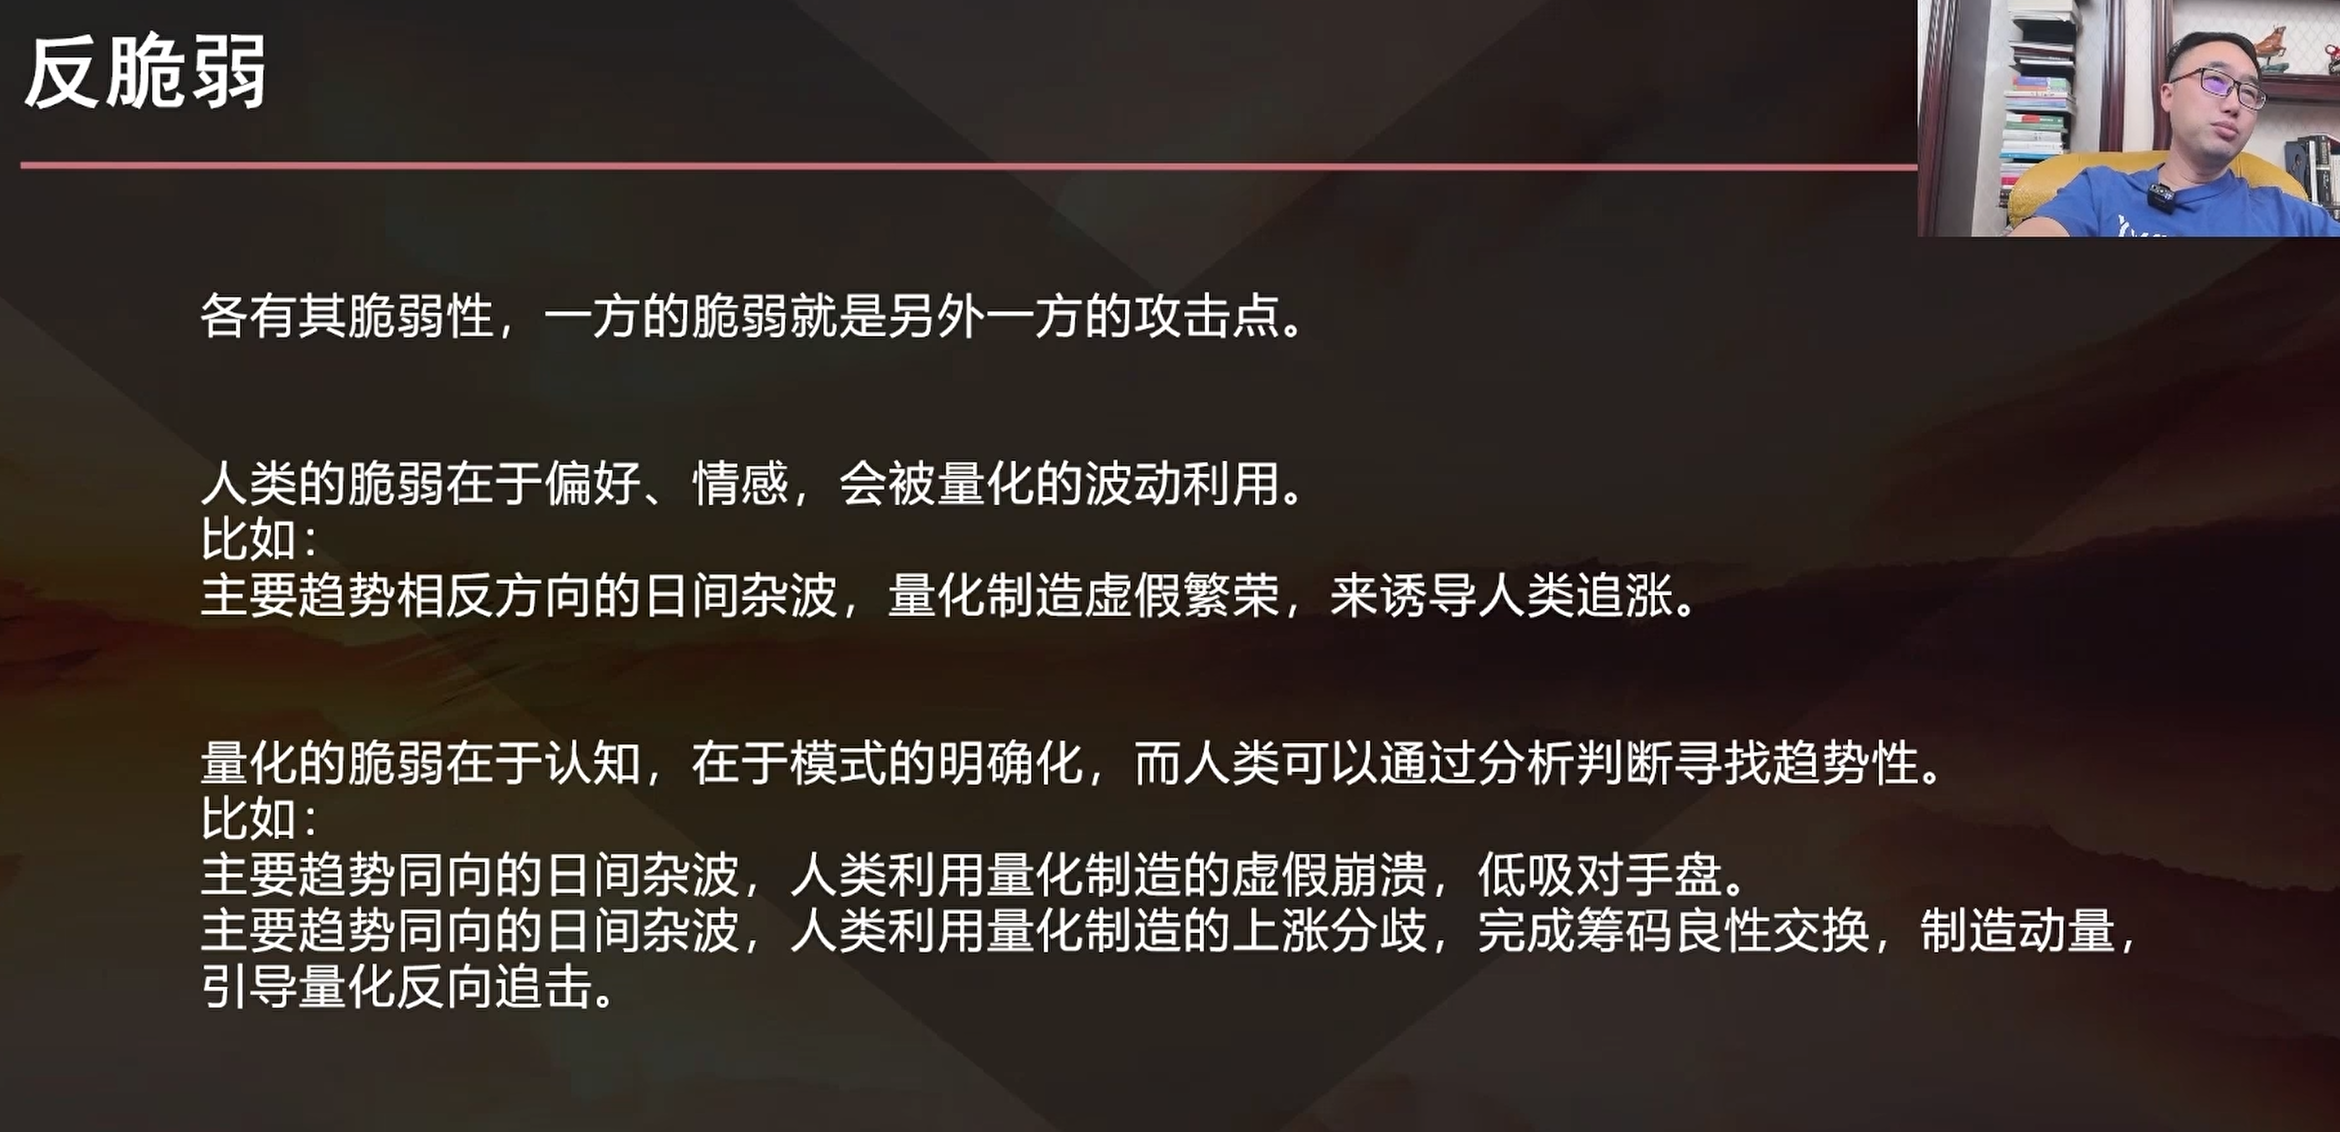 反脆弱
各有其脆弱性，一方的脆弱就是另外一方的攻击点。
人类的脆弱在于偏好、情感，会被量化的波动利用。
比如：
主要趋势相反方向的日间杂波，量化制造虚假繁荣，来诱导人类追涨。
量化的脆弱在于认知，在于模式的明确化，而人类可以通过分析判断寻找趋势性。
比如：
主要趋势同向的日间杂波，人类利用量化制造的虚假崩溃，低吸对手盘。
主要趋势同向的日间杂波，人类利用量化制造的上涨分歧，完成筹码良性交换，制造动量，
引导量化反向追击。